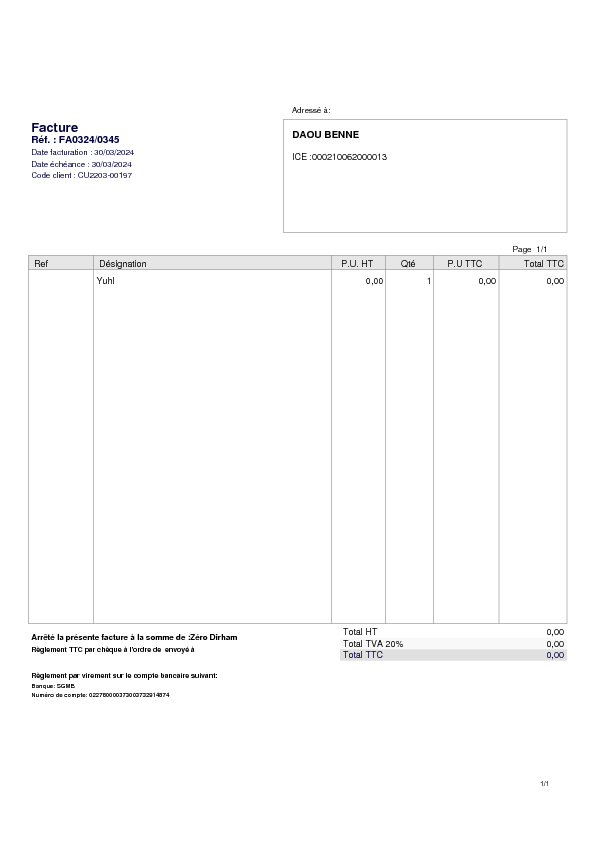 Adressé à:
Facture
Réf. : FA0324/0345
Date facturation : 30/03/2024
Date échéance : 30/03/2024
Code client : CU2203-00197
DAOU BENNE
ICE :000210062000013
Page 1/1
Ref Désignation P.U. HT Qté P.U TTC Total TTC
Yuhl 0,00 1 0,00 0,00
Arrêté la présente facture à la somme de :Zéro Dirham
Règlement TTC par chèque à l'ordre de envoyé à
Total HT 0,00
Total TVA 20% 0,00
Total TTC 0,00
Règlement par virement sur le compte bancaire suivant:
Banque: SGMB
Numéro de compte:
1/1